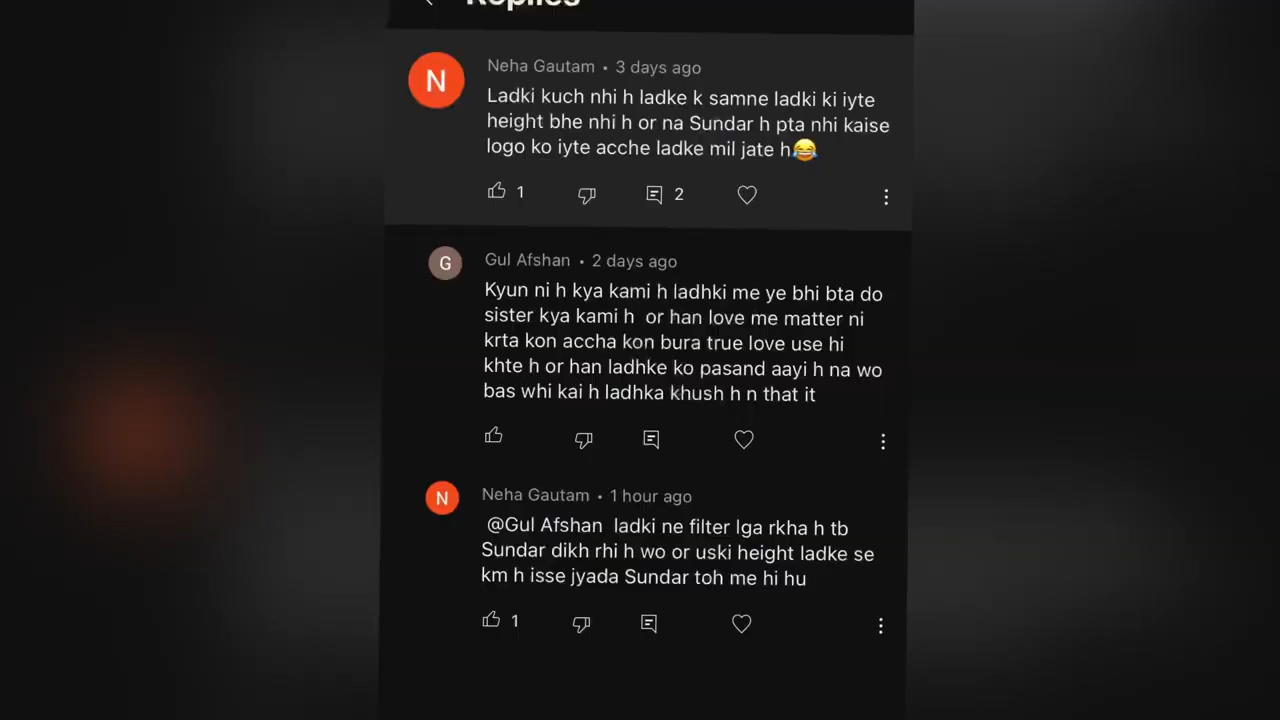 Replies
Neha Gautam • 3 days ago
Ladki kuch nhi h ladke k samne ladki ki iyte
height bhe nhi h or na Sundar h pta nhi kaise
logo ko iyte acche ladke mil jate h😂
1
2
Gul Afshan • 2 days ago
Kyun ni h kya kami h ladhki me ye bhi bta do
sister kya kami h or han love me matter ni
krta kon accha kon bura true love use hi
khte h or han ladhke ko pasand aayi h na wo
bas whi kai h ladhka khush h n that it
Neha Gautam • 1 hour ago
@Gul Afshan ladki ne filter lga rkha h tb
Sundar dikh rhi h wo or uski height ladke se
km h isse jyada Sundar toh me hi hu
1
N
G
N